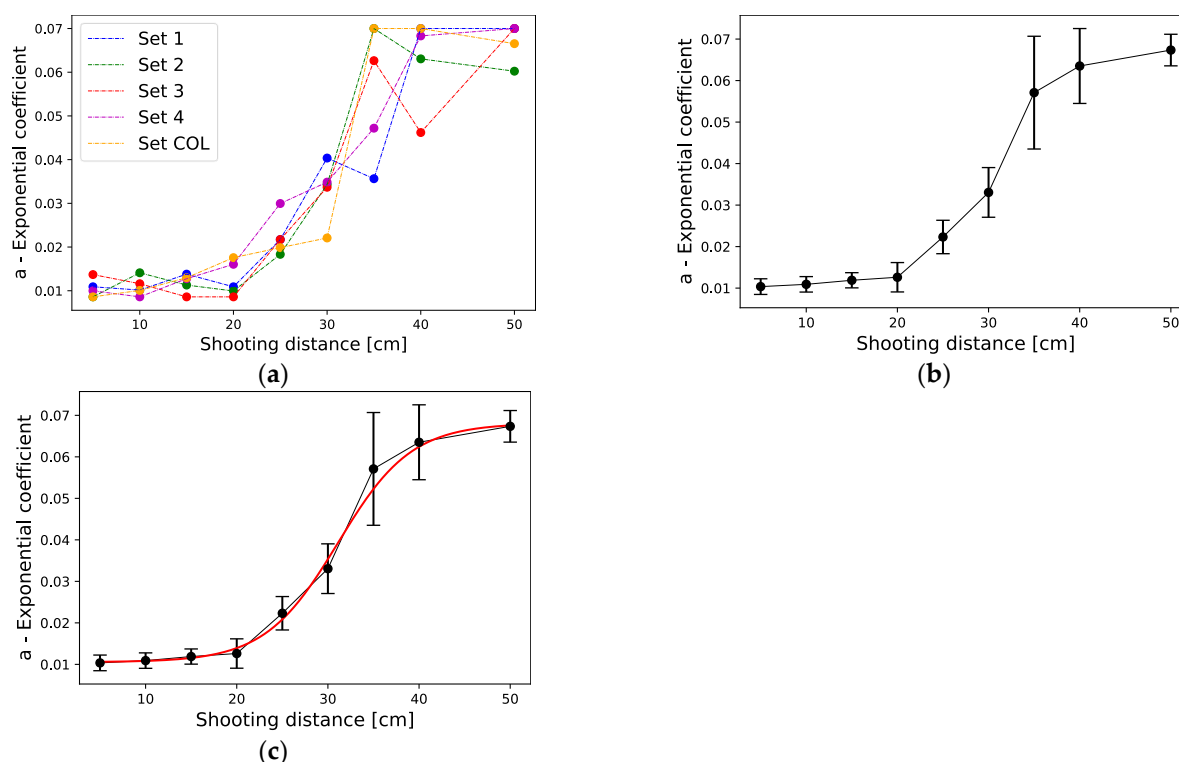 a - Exponential coefficient
0.07
0.06
0.05
0.04
0.03
0.02
0.01
Set 1
Set 2
Set 3
Set 4
Set COL
10 20 30 40 50
Shooting distance [cm]
(a)
a - Exponential coefficient
0.07
0.06
0.05
0.04
0.03
0.02
0.01
10 20 30 40 50
Shooting distance [cm]
(b)
a - Exponential coefficient
0.07
0.06
0.05
0.04
0.03
0.02
0.01
10 20 30 40 50
Shooting distance [cm]
(c)